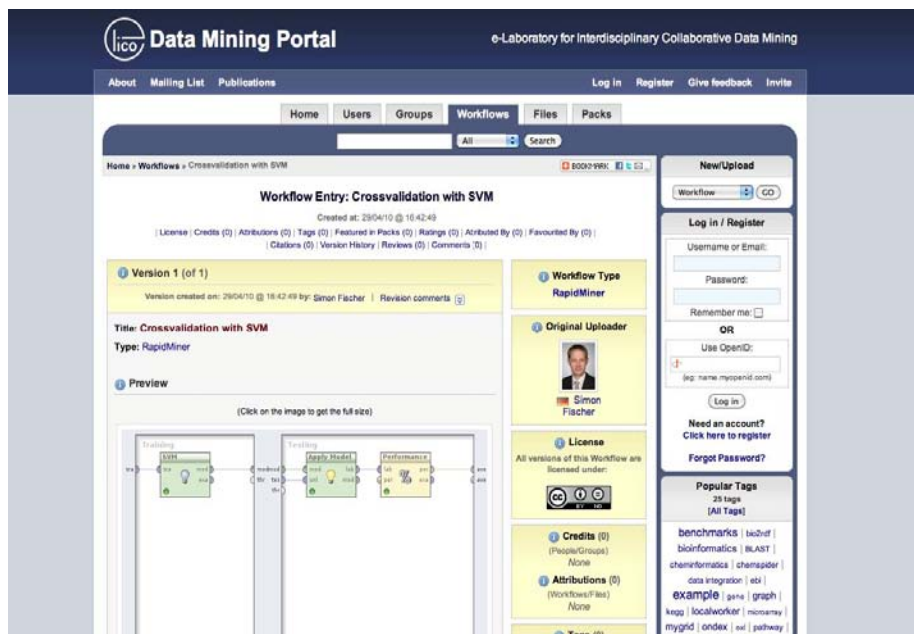 lico Data Mining Portal
e-Laboratory for Interdisciplinary Collaborative Data Mining
About Mailing List Publications
Log in Register Give feedback Invite
Home Users Groups Workflows Files Packs
All Search
Home » Workflows » Crossvalidation with SVM
BOOKMARK
Workflow Entry: Crossvalidation with SVM
Created at: 29/04/10 @ 16:42:49
| License | Credits (0) | Attributions (0) | Tags (0) | Featured in Packs (0) | Ratings (0) | Attributed By (0) | Favourited By (0) |
| Citations (0) | Version History | Reviews (0) | Comments (0) |
Version 1 (of 1)
Version created on: 29/04/10 @ 16:42:49 by: Simon Fischer | Revision comments
Title: Crossvalidation with SVM
Type: RapidMiner
Preview
(Click on the image to get the full size)
Training
SVM
Testing
Apply Model
Performance
Workflow Type
RapidMiner
Original Uploader
Simon
Fischer
License
All versions of this Workflow are
licensed under:
cc
BY ND
Credits (0)
(People/Groups)
None
Attributions (0)
(Workflows/Files)
None
Tags (0)
New/Upload
Workflow GO
Log in / Register
Username or Email:
Password:
Remember me:
OR
Use OpenID:
(eg: name.myopenid.com)
Log in
Need an account?
Click here to register
Forgot Password?
Popular Tags
25 tags
[All Tags]
benchmarks | bio2rdf |
bioinformatics | BLAST |
cheminformatics | chemspider |
data integration | ebi |
example | gene | graph |
kegg | localworker | microarray |
mygrid | ondex | oxl | pathway |